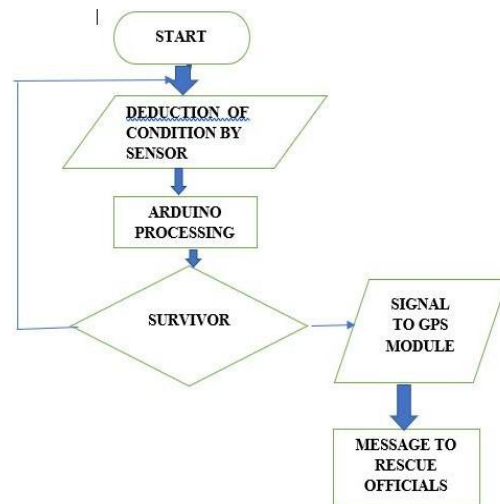 START
DEDUCTION OF
CONDITION BY
SENSOR
ARDUINO
PROCESSING
SURVIVOR
SIGNAL
TO GPS
MODULE
MESSAGE TO
RESCUE
OFFICIALS